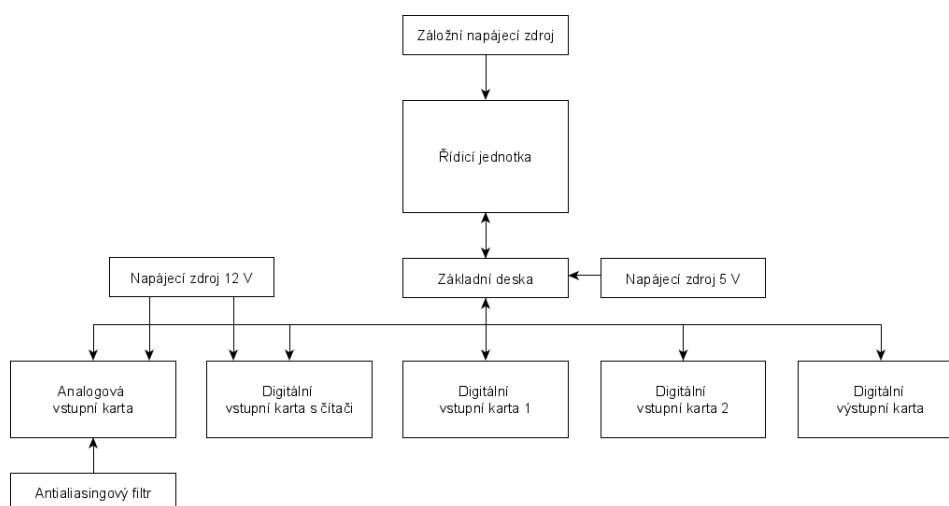 Záložní napájecí zdroj
Řídicí jednotka
Napájecí zdroj 12 V
Základní deska
Napájecí zdroj 5 V
Analogová
vstupní karta
Digitální
vstupní karta s čítači
Digitální
vstupní karta 1
Digitální
vstupní karta 2
Digitální
výstupní karta
Antialiasingový filtr